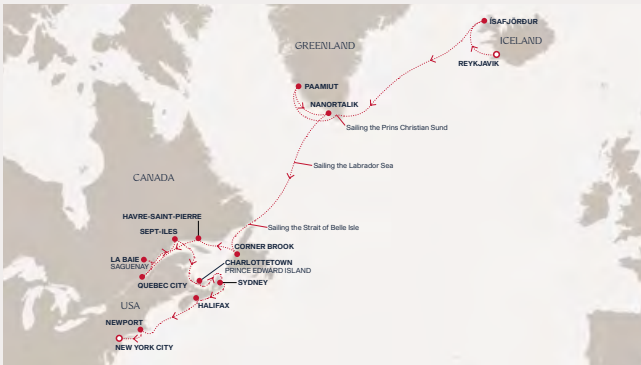 ÍSAFJÖRÐUR
GREENLAND
ICELAND
REYKJAVIK
PAAMIUT
NANORTALIK
Sailing the Prins Christian Sund
Sailing the Labrador Sea
CANADA
HAVRE-SAINT-PIERRE
Sailing the Strait of Belle Isle
SEPT-ILES
CORNER BROOK
LA BAIE
SAGUENAY
CHARLOTTETOWN
PRINCE EDWARD ISLAND
QUEBEC CITY
SYDNEY
USA
HALIFAX
NEWPORT
NEW YORK CITY